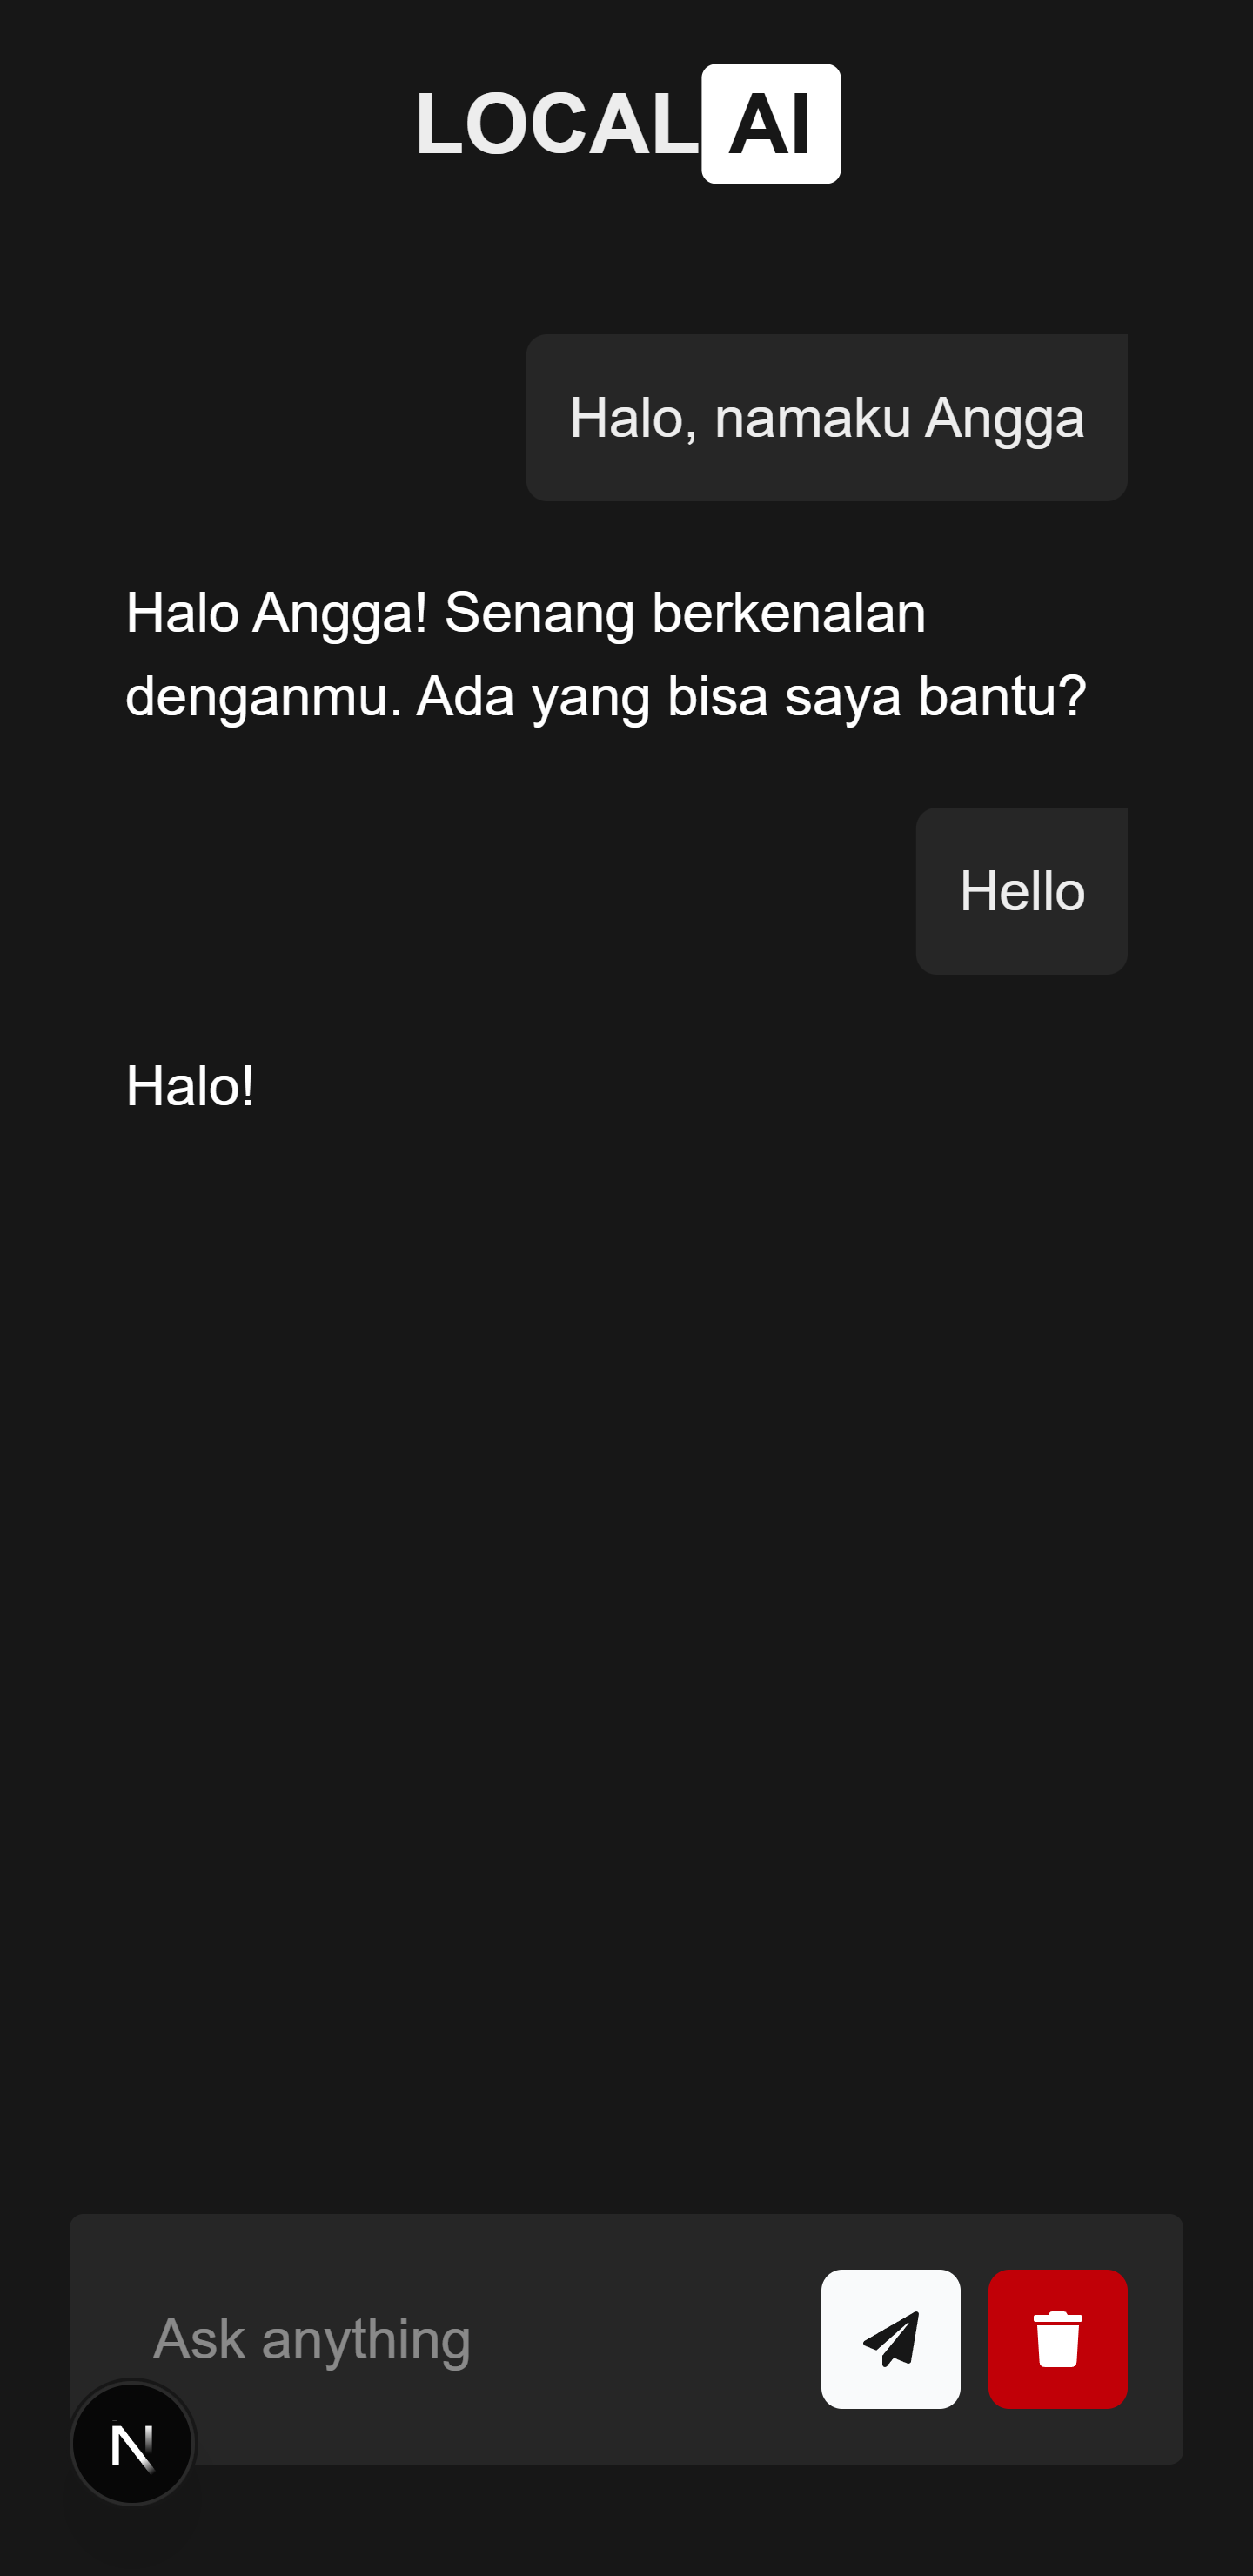 LOCAL AI
Halo, namaku Angga
Halo Angga! Senang berkenalan
denganmu. Ada yang bisa saya bantu?
Hello
Halo!
Ask anything
N